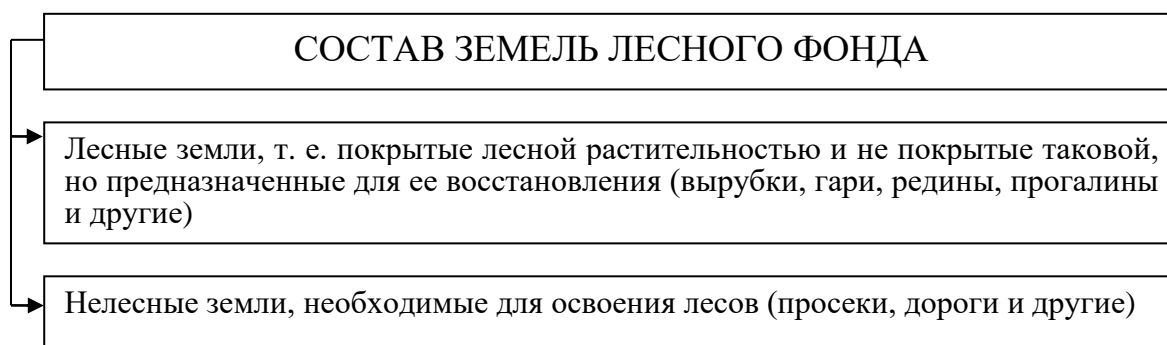 СОСТАВ ЗЕМЕЛЬ ЛЕСНОГО ФОНДА
Лесные земли, т. е. покрытые лесной растительностью и не покрытые таковой,
но предназначенные для ее восстановления (вырубки, гари, редины, прогалины
и другие)
Нелесные земли, необходимые для освоения лесов (просеки, дороги и другие)